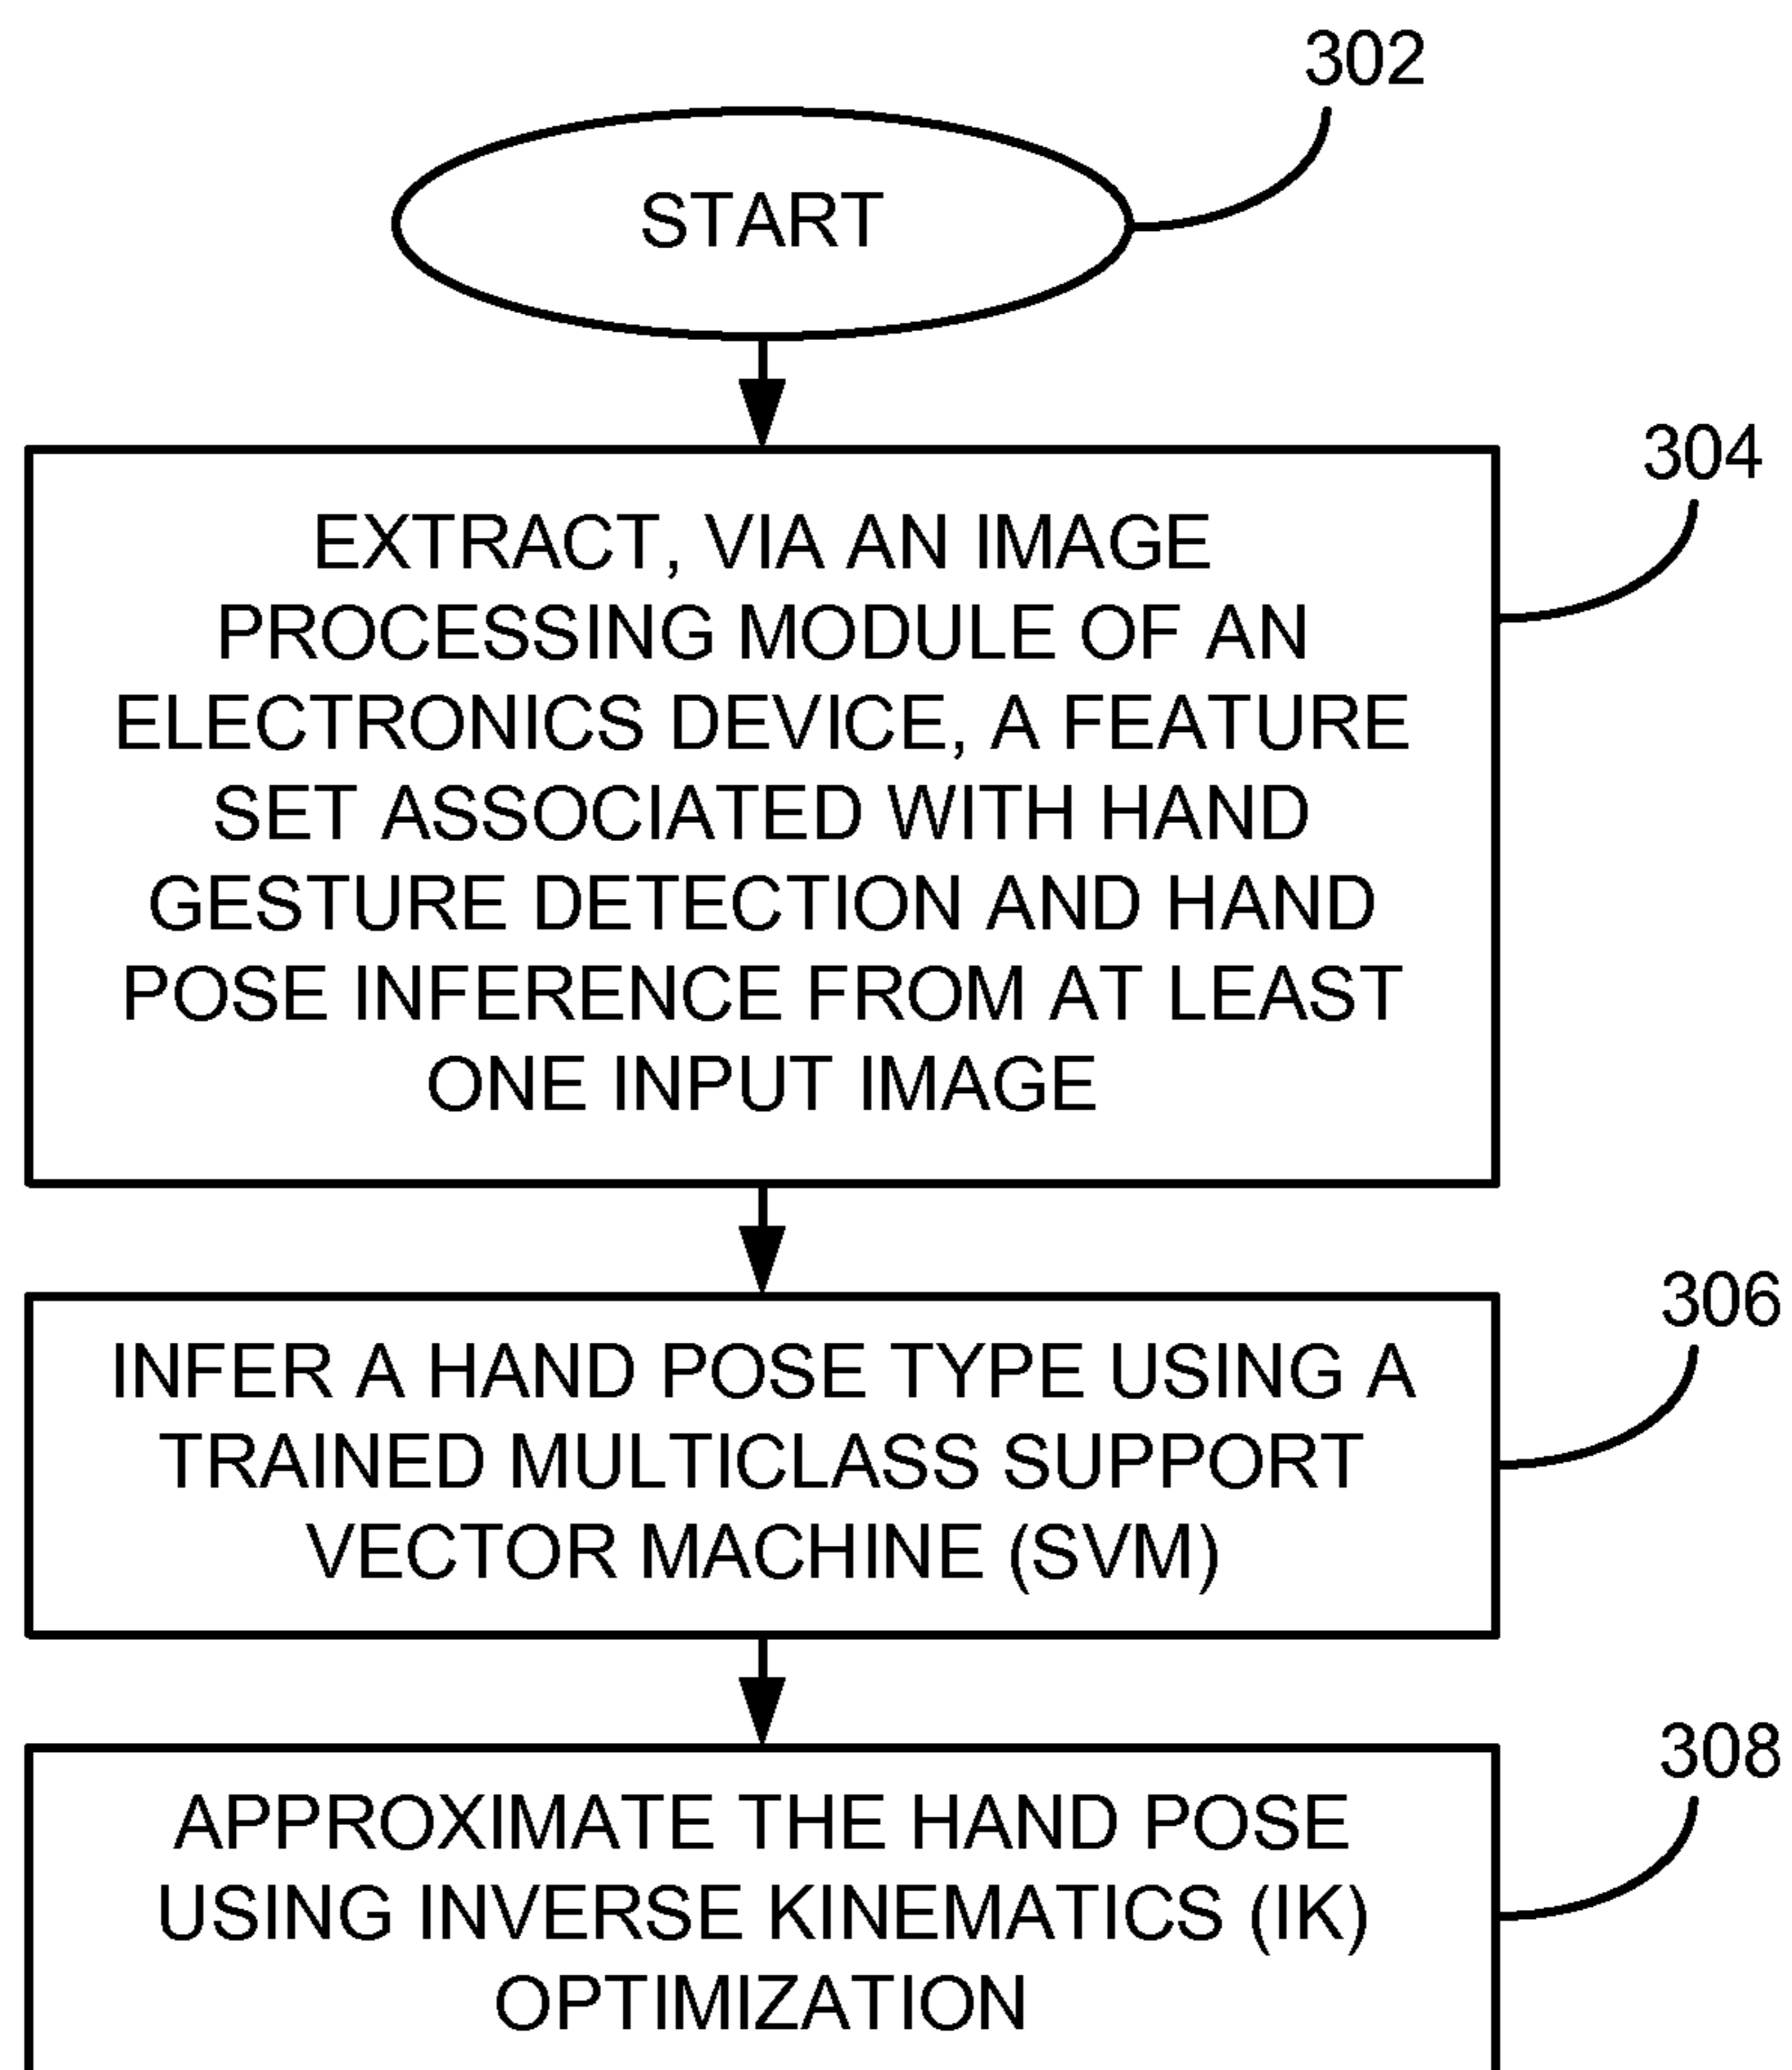 302
START
304
EXTRACT, VIA AN IMAGE
PROCESSING MODULE OF AN
ELECTRONICS DEVICE, A FEATURE
SET ASSOCIATED WITH HAND
GESTURE DETECTION AND HAND
POSE INFERENCE FROM AT LEAST
ONE INPUT IMAGE
306
INFER A HAND POSE TYPE USING A
TRAINED MULTICLASS SUPPORT
VECTOR MACHINE (SVM)
308
APPROXIMATE THE HAND POSE
USING INVERSE KINEMATICS (IK)
OPTIMIZATION